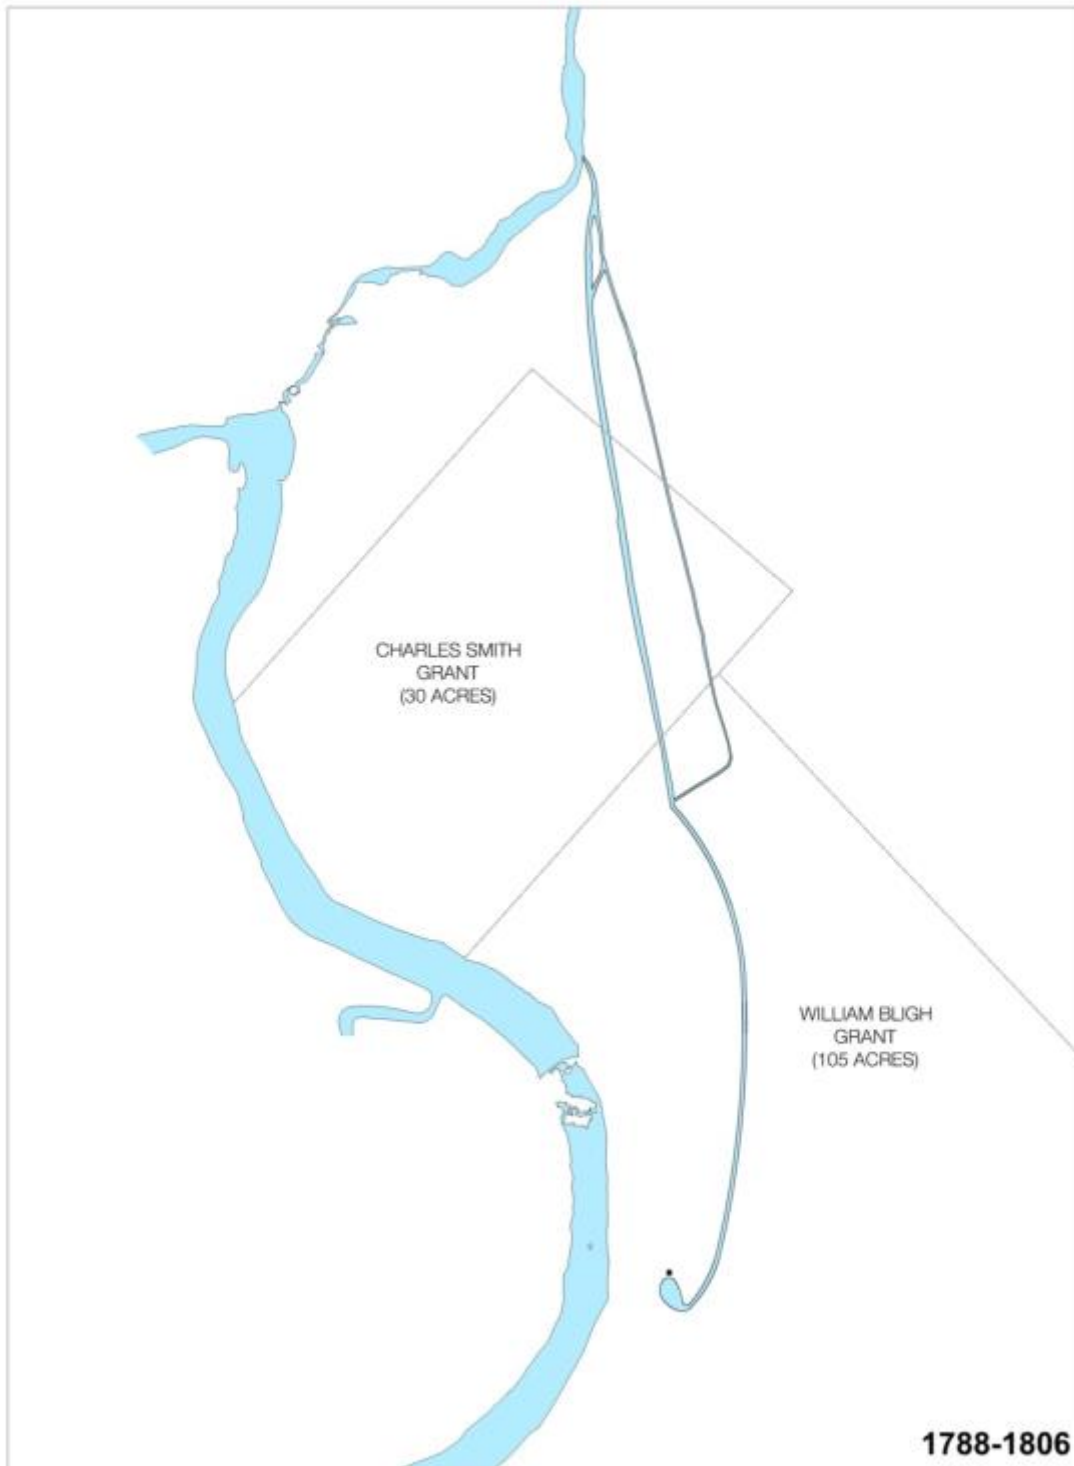 CHARLES SMITH
GRANT
(30 ACRES)
WILLIAM BLIGH
GRANT
(105 ACRES)
1788-1806